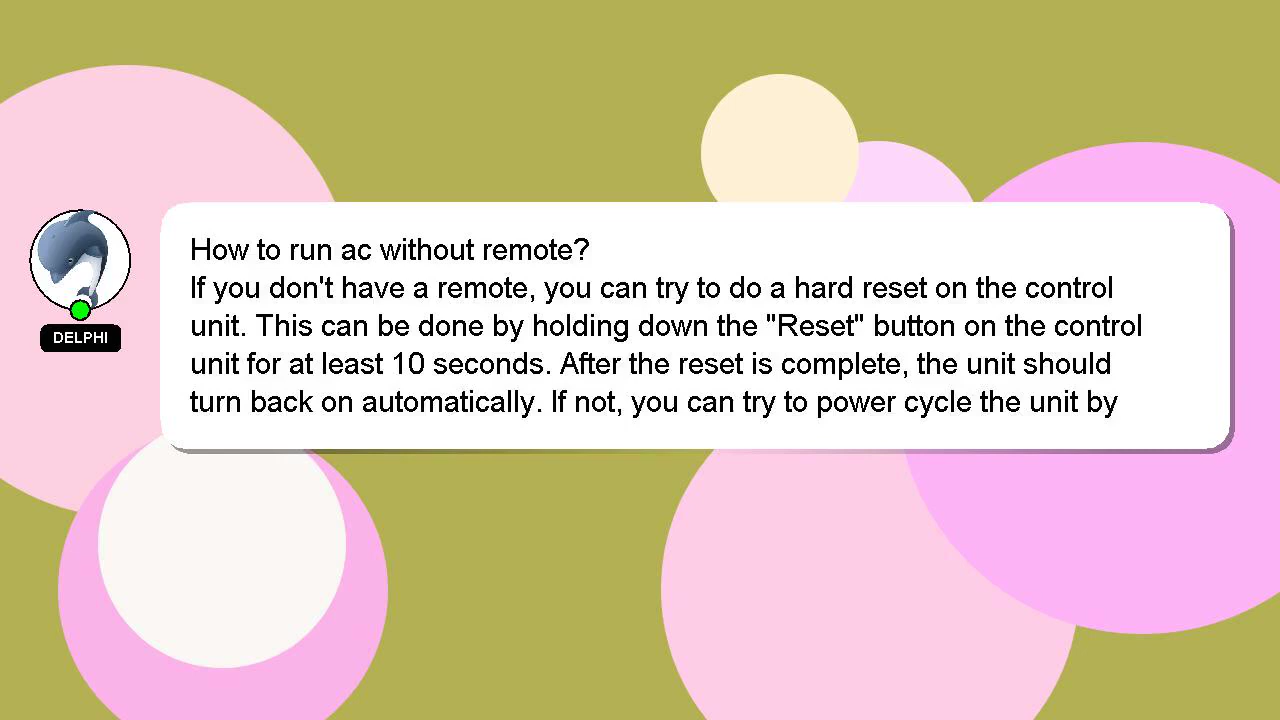 How to run ac without remote?
If you don't have a remote, you can try to do a hard reset on the control
unit. This can be done by holding down the "Reset" button on the control
unit for at least 10 seconds. After the reset is complete, the unit should
turn back on automatically. If not, you can try to power cycle the unit by
DELPHI